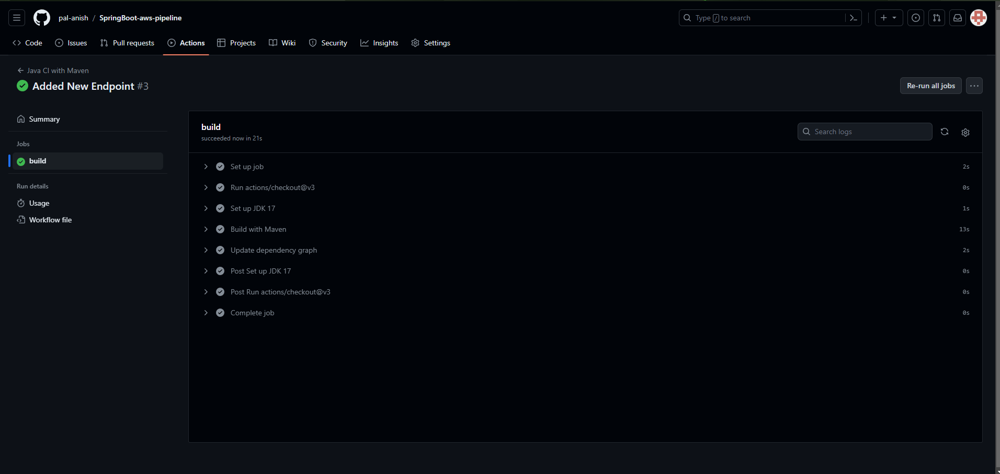 pal-anish / SpringBoot-aws-pipeline
Type / to search
Code Issues Pull requests Actions Projects Wiki Security Insights Settings
Java CI with Maven
Added New Endpoint #3
Re-run all jobs
Summary
Jobs
build
Run details
Usage
Workflow file
build
succeeded now in 21s
Search logs
Set up job 2s
Run actions/checkout@v3 0s
Set up JDK 17 1s
Build with Maven 13s
Update dependency graph 2s
Post Set up JDK 17 0s
Post Run actions/checkout@v3 0s
Complete job 0s